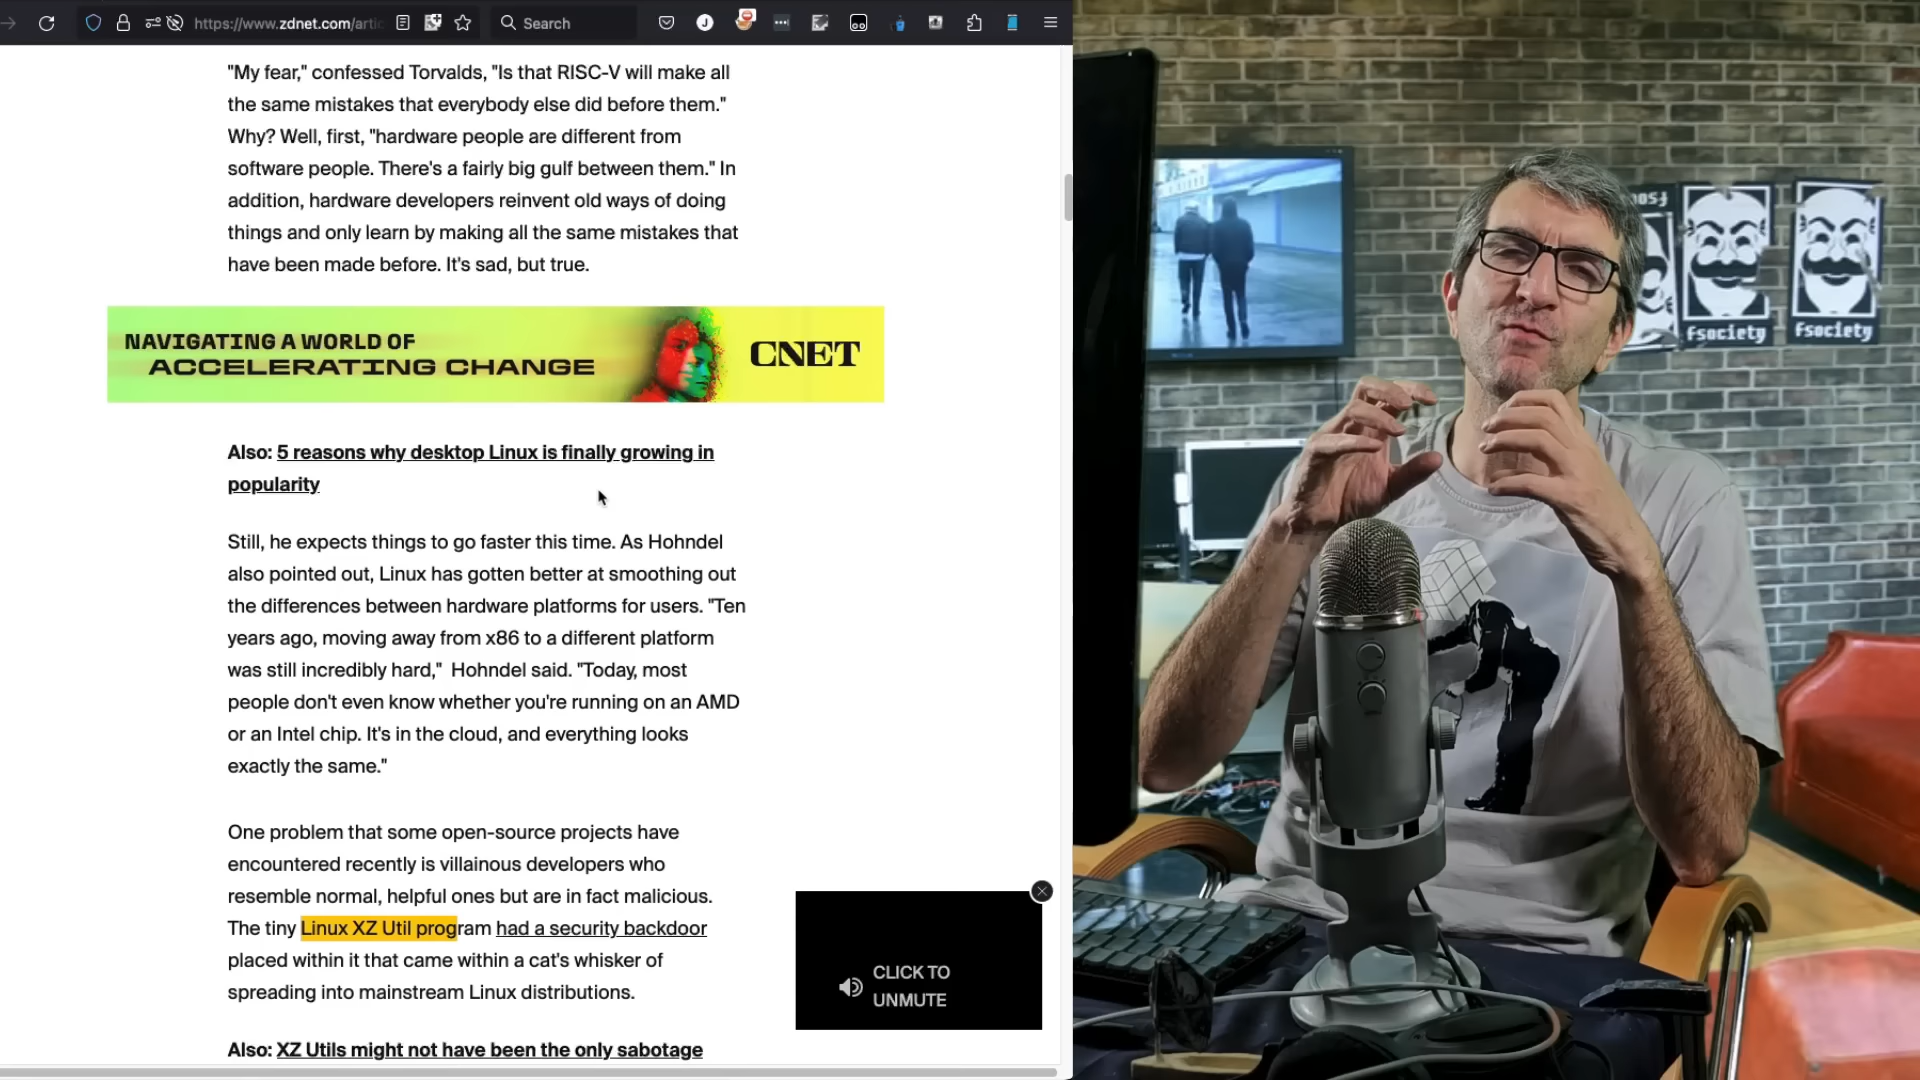 https://www.zdnet.com/artic
Search
J
"My fear," confessed Torvalds, "Is that RISC-V will make all
the same mistakes that everybody else did before them."
Why? Well, first, "hardware people are different from
software people. There's a fairly big gulf between them." In
addition, hardware developers reinvent old ways of doing
things and only learn by making all the same mistakes that
have been made before. It's sad, but true.
NAVIGATING A WORLD OF
ACCELERATING CHANGE
CNET
Also: 5 reasons why desktop Linux is finally growing in
popularity
Still, he expects things to go faster this time. As Hohndel
also pointed out, Linux has gotten better at smoothing out
the differences between hardware platforms for users. "Ten
years ago, moving away from x86 to a different platform
was still incredibly hard," Hohndel said. "Today, most
people don't even know whether you're running on an AMD
or an Intel chip. It's in the cloud, and everything looks
exactly the same."
One problem that some open-source projects have
encountered recently is villainous developers who
resemble normal, helpful ones but are in fact malicious.
The tiny Linux XZ Util program had a security backdoor
placed within it that came within a cat's whisker of
spreading into mainstream Linux distributions.
Also: XZ Utils might not have been the only sabotage
CLICK TO
UNMUTE
fsociety
fsociety